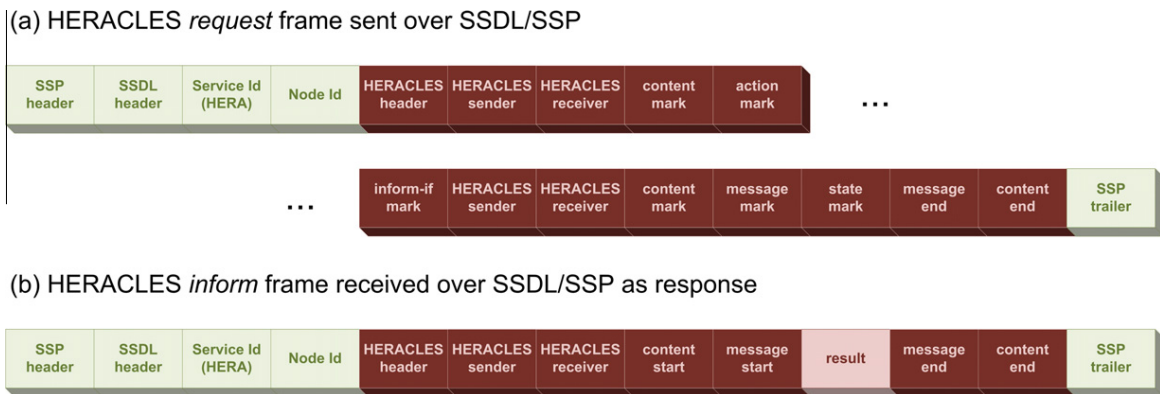 (a) HERACLES request frame sent over SSDL/SSP
SSP header
SSDL header
Service Id (HERA)
Node Id
HERACLES header
HERACLES sender
HERACLES receiver
content mark
action mark
...
...
inform-if mark
HERACLES sender
HERACLES receiver
content mark
message mark
state mark
message end
content end
SSP trailer
(b) HERACLES inform frame received over SSDL/SSP as response
SSP header
SSDL header
Service Id (HERA)
Node Id
HERACLES header
HERACLES sender
HERACLES receiver
content start
message start
result
message end
content end
SSP trailer